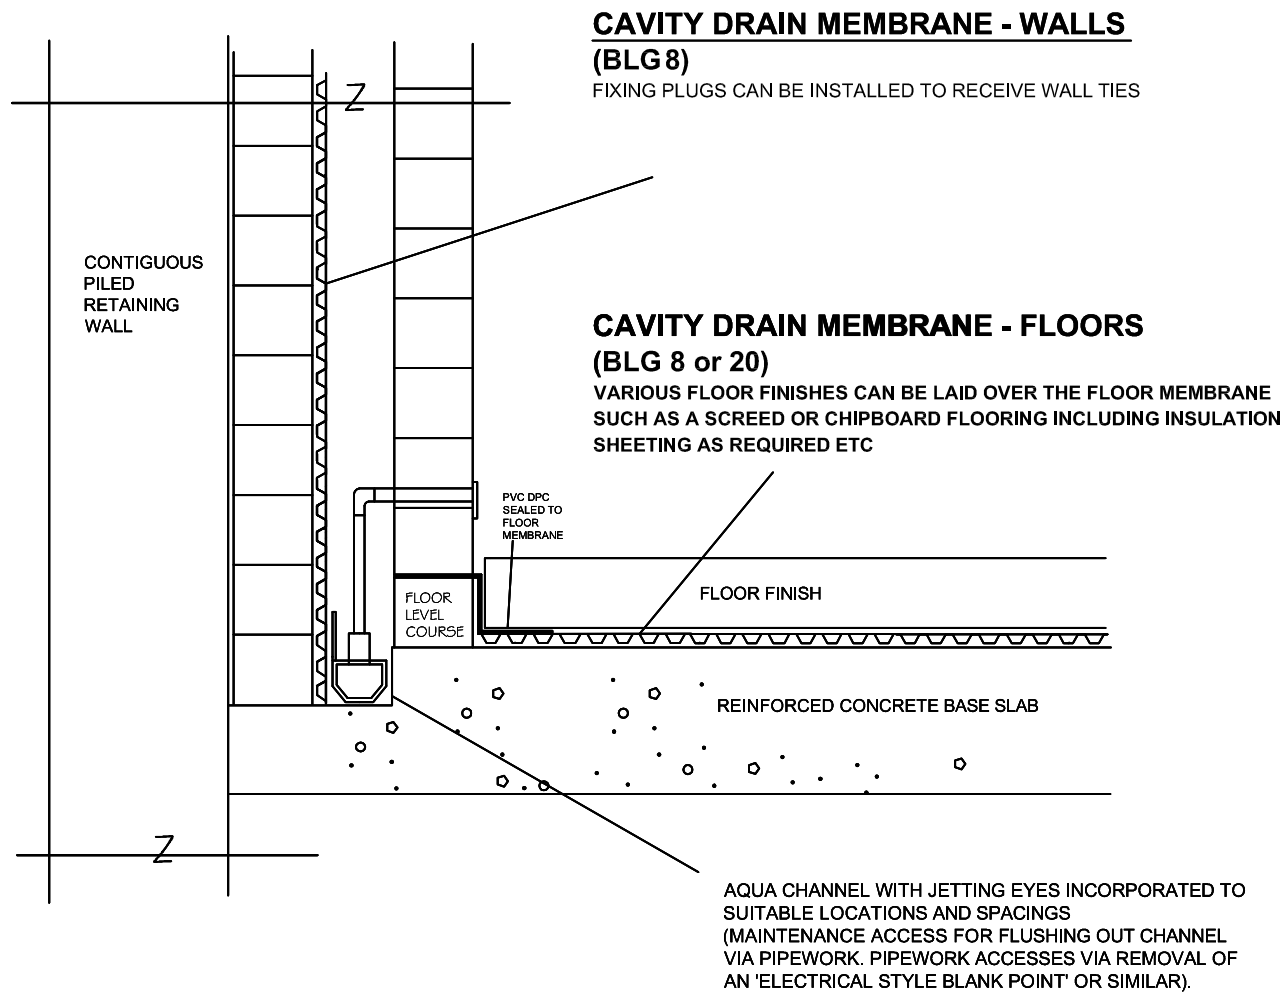 CAVITY DRAIN MEMBRANE - WALLS
(BLG 8)
FIXING PLUGS CAN BE INSTALLED TO RECEIVE WALL TIES
Z
CONTIGUOUS
PILED
RETAINING
WALL
CAVITY DRAIN MEMBRANE - FLOORS
(BLG 8 or 20)
VARIOUS FLOOR FINISHES CAN BE LAID OVER THE FLOOR MEMBRANE
SUCH AS A SCREED OR CHIPBOARD FLOORING INCLUDING INSULATION
SHEETING AS REQUIRED ETC
PVC DPC
SEALED TO
FLOOR
MEMBRANE
FLOOR FINISH
FLOOR
LEVEL
COURSE
REINFORCED CONCRETE BASE SLAB
Z
AQUA CHANNEL WITH JETTING EYES INCORPORATED TO
SUITABLE LOCATIONS AND SPACINGS
(MAINTENANCE ACCESS FOR FLUSHING OUT CHANNEL
VIA PIPEWORK. PIPEWORK ACCESSES VIA REMOVAL OF
AN 'ELECTRICAL STYLE BLANK POINT' OR SIMILAR).